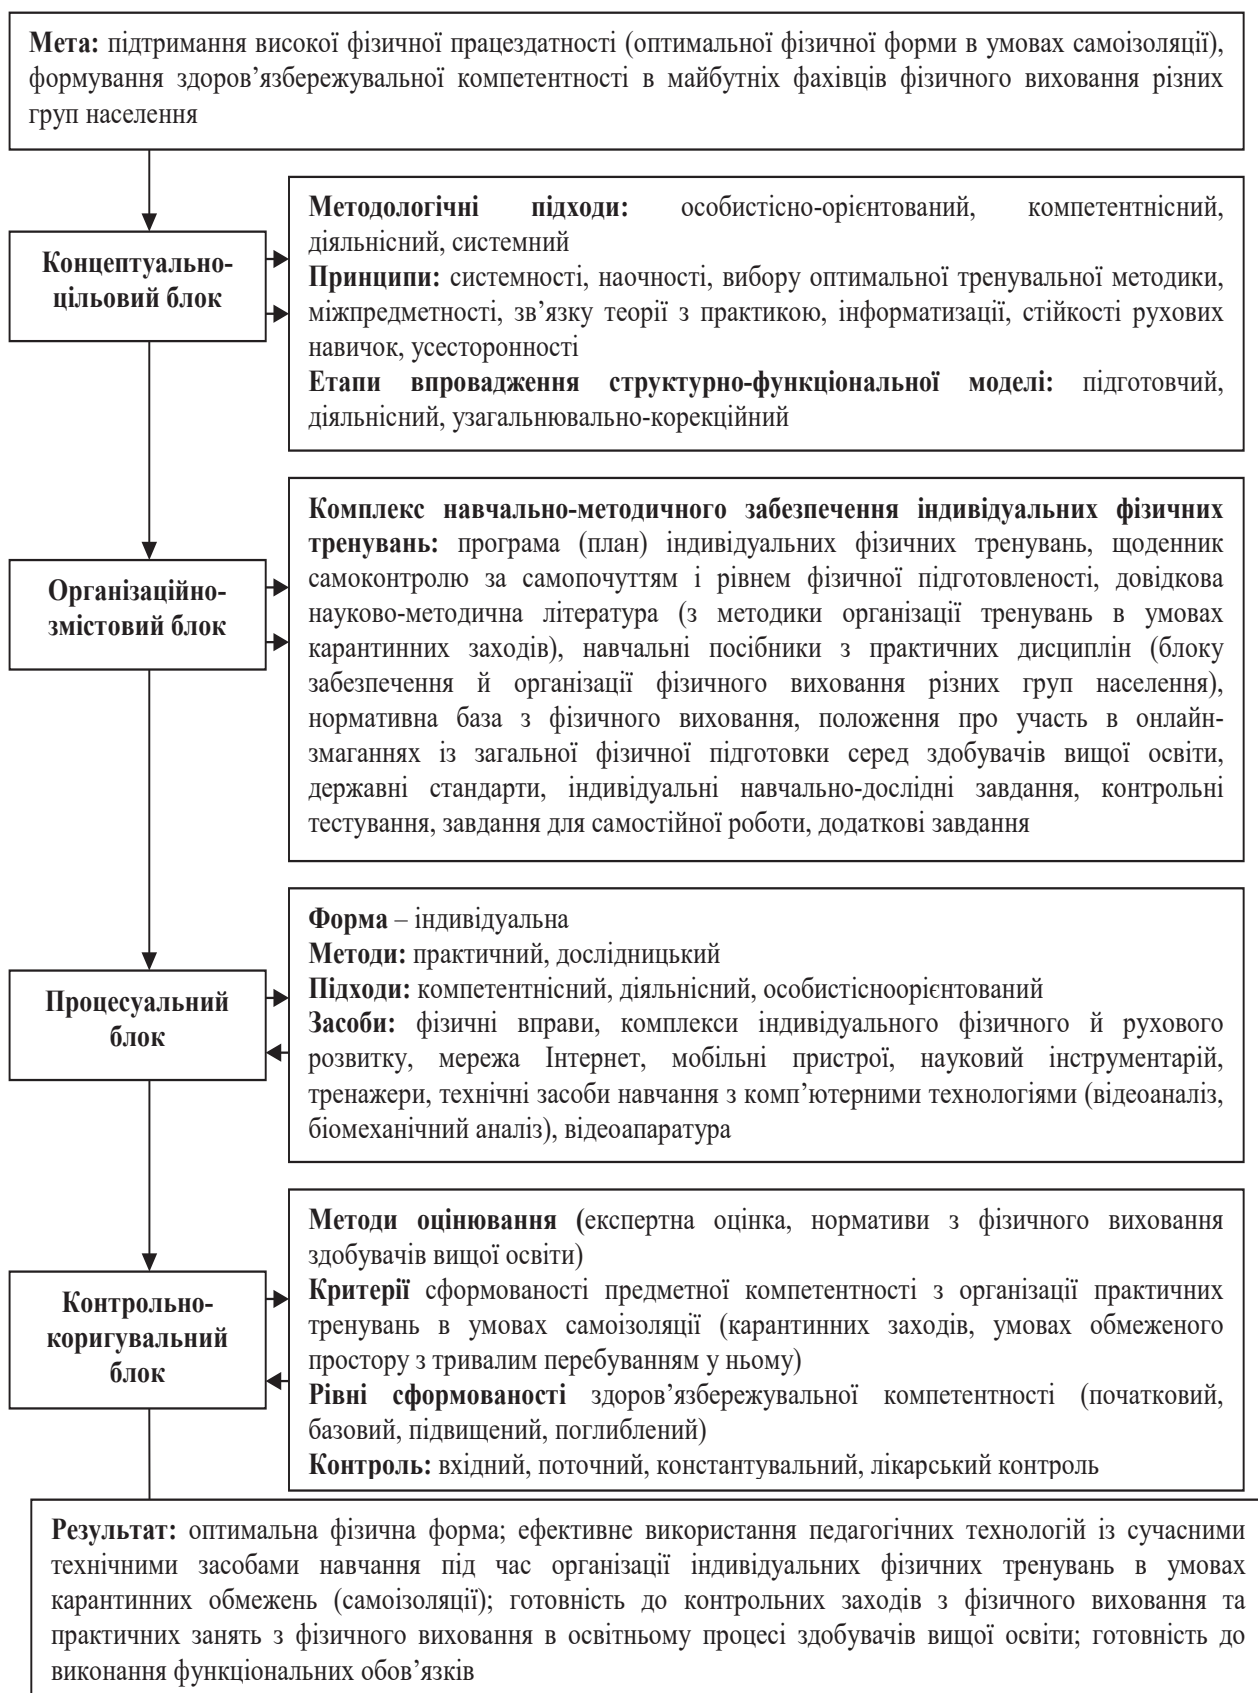 Мета: підтримання високої фізичної працездатності (оптимальної фізичної форми в умовах самоізоляції),
формування здоров’язбережувальної компетентності в майбутніх фахівців фізичного виховання різних
груп населення
Концептуально-
цільовий блок
Методологічні підходи: особистісно-орієнтований, компетентнісний,
діяльнісний, системний
Принципи: системності, наочності, вибору оптимальної тренувальної методики,
міжпредметності, зв’язку теорії з практикою, інформатизації, стійкості рухових
навичок, усесторонності
Етапи впровадження структурно-функціональної моделі: підготовчий,
діяльнісний, узагальнювально-корекційний
Організаційно-
змістовий блок
Комплекс навчально-методичного забезпечення індивідуальних фізичних
тренувань: програма (план) індивідуальних фізичних тренувань, щоденник
самоконтролю за самопочуттям і рівнем фізичної підготовленості, довідкова
науково-методична література (з методики організації тренувань в умовах
карантинних заходів), навчальні посібники з практичних дисциплін (блоку
забезпечення й організації фізичного виховання різних груп населення),
нормативна база з фізичного виховання, положення про участь в онлайн-
змаганнях із загальної фізичної підготовки серед здобувачів вищої освіти,
державні стандарти, індивідуальні навчально-дослідні завдання, контрольні
тестування, завдання для самостійної роботи, додаткові завдання
Процесуальний
блок
Форма – індивідуальна
Методи: практичний, дослідницький
Підходи: компетентнісний, діяльнісний, особистісноорієнтований
Засоби: фізичні вправи, комплекси індивідуального фізичного й рухового
розвитку, мережа Інтернет, мобільні пристрої, науковий інструментарій,
тренажери, технічні засоби навчання з комп’ютерними технологіями (відеоаналіз,
біомеханічний аналіз), відеоапаратура
Контрольно-
коригувальний
блок
Методи оцінювання (експертна оцінка, нормативи з фізичного виховання
здобувачів вищої освіти)
Критерії сформованості предметної компетентності з організації практичних
тренувань в умовах самоізоляції (карантинних заходів, умовах обмеженого
простору з тривалим перебуванням у ньому)
Рівні сформованості здоров’язбережувальної компетентності (початковий,
базовий, підвищений, поглиблений)
Контроль: вхідний, поточний, константувальний, лікарський контроль
Результат: оптимальна фізична форма; ефективне використання педагогічних технологій із сучасними
технічними засобами навчання під час організації індивідуальних фізичних тренувань в умовах
карантинних обмежень (самоізоляції); готовність до контрольних заходів з фізичного виховання та
практичних занять з фізичного виховання в освітньому процесі здобувачів вищої освіти; готовність до
виконання функціональних обов’язків